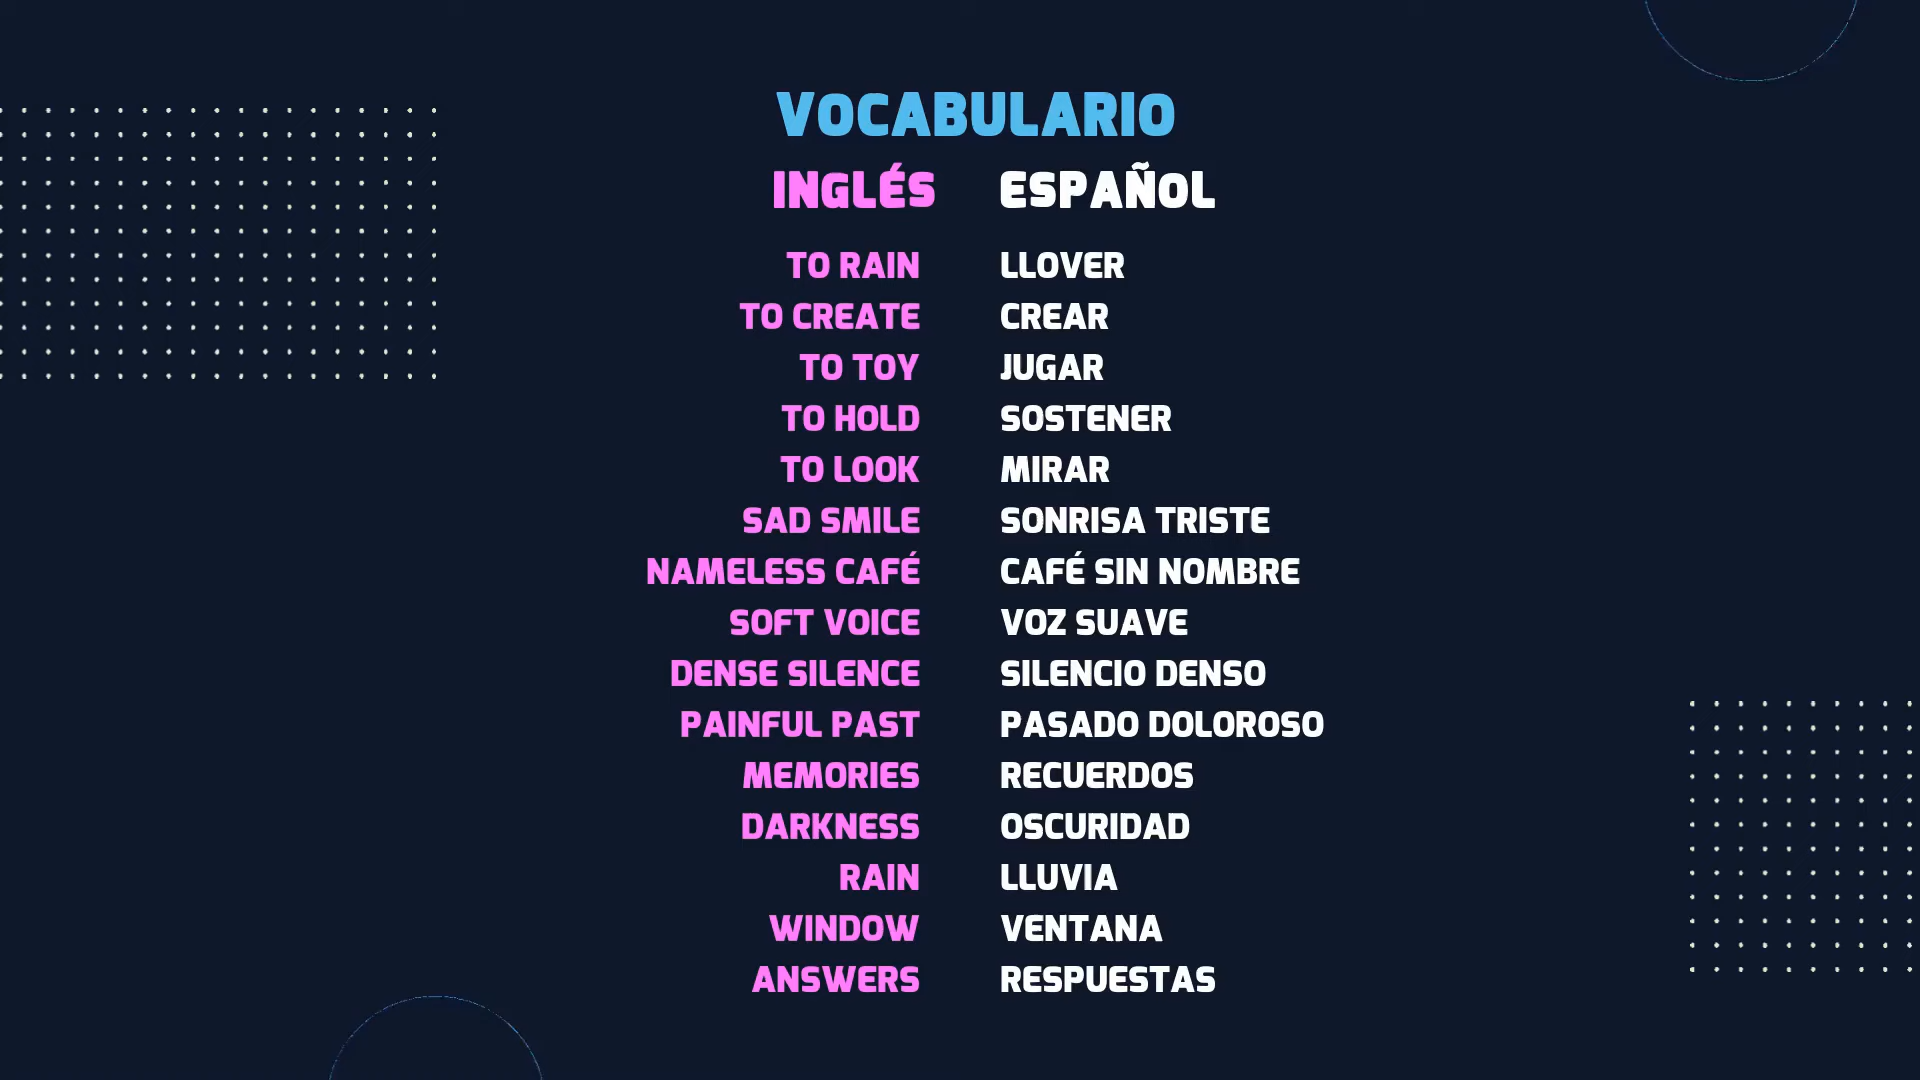 VOCABULARIO
INGLÉS ESPAÑOL
TO RAIN LLOVER
TO CREATE CREAR
TO TOY JUGAR
TO HOLD SOSTENER
TO LOOK MIRAR
SAD SMILE SONRISA TRISTE
NAMELESS CAFÉ CAFÉ SIN NOMBRE
SOFT VOICE VOZ SUAVE
DENSE SILENCE SILENCIO DENSO
PAINFUL PAST PASADO DOLOROSO
MEMORIES RECUERDOS
DARKNESS OSCURIDAD
RAIN LLUVIA
WINDOW VENTANA
ANSWERS RESPUESTAS